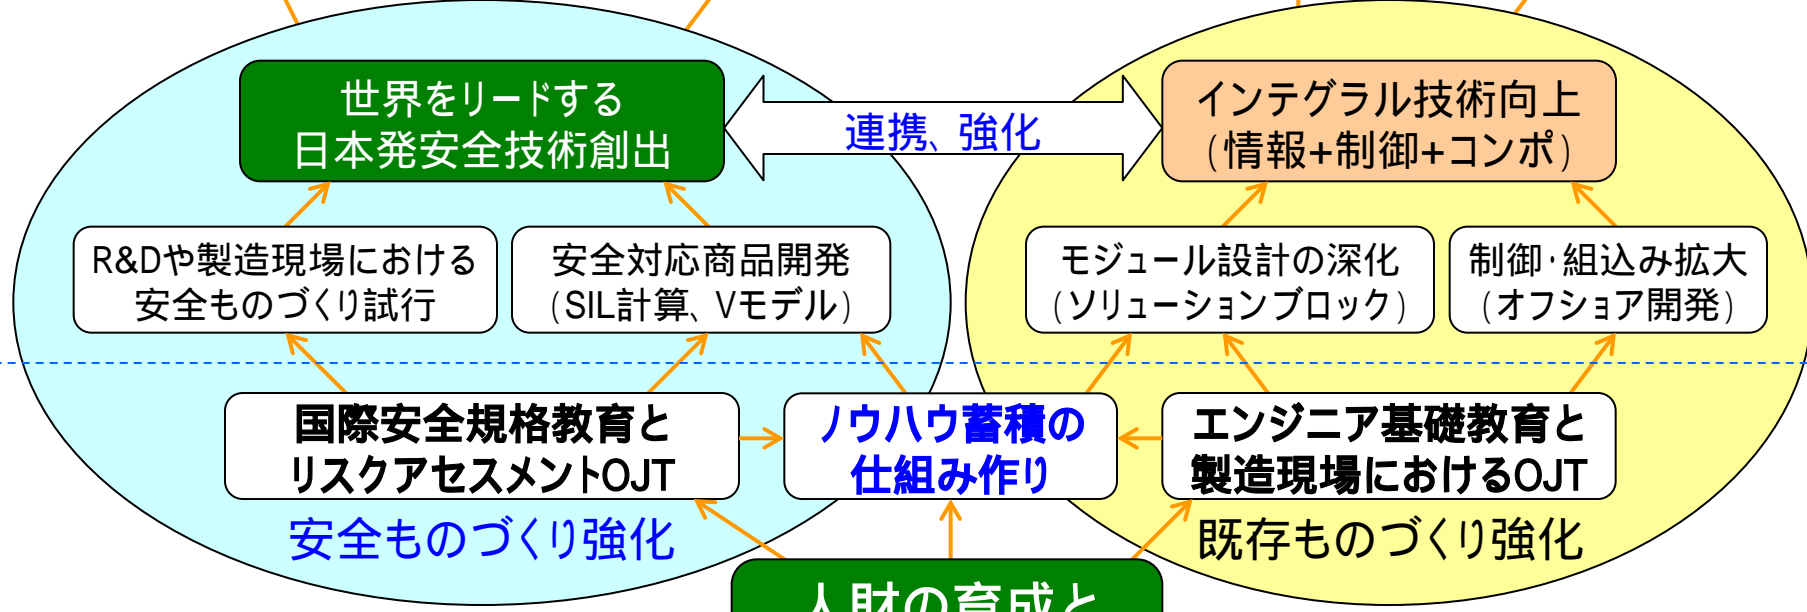 世界をリードする
日本発安全技術創出
連携、強化
インテグラル技術向上
(情報+制御+コンポ)
R&Dや製造現場における
安全ものづくり試行
安全対応商品開発
(SIL計算、Vモデル)
モジュール設計の深化
(ソリューションブロック)
制御・組込み拡大
(オフショア開発)
国際安全規格教育と
リスクアセスメントOJT
ノウハウ蓄積の
仕組み作り
エンジニア基礎教育と
製造現場におけるOJT
安全ものづくり強化
既存ものづくり強化
人財の育成と